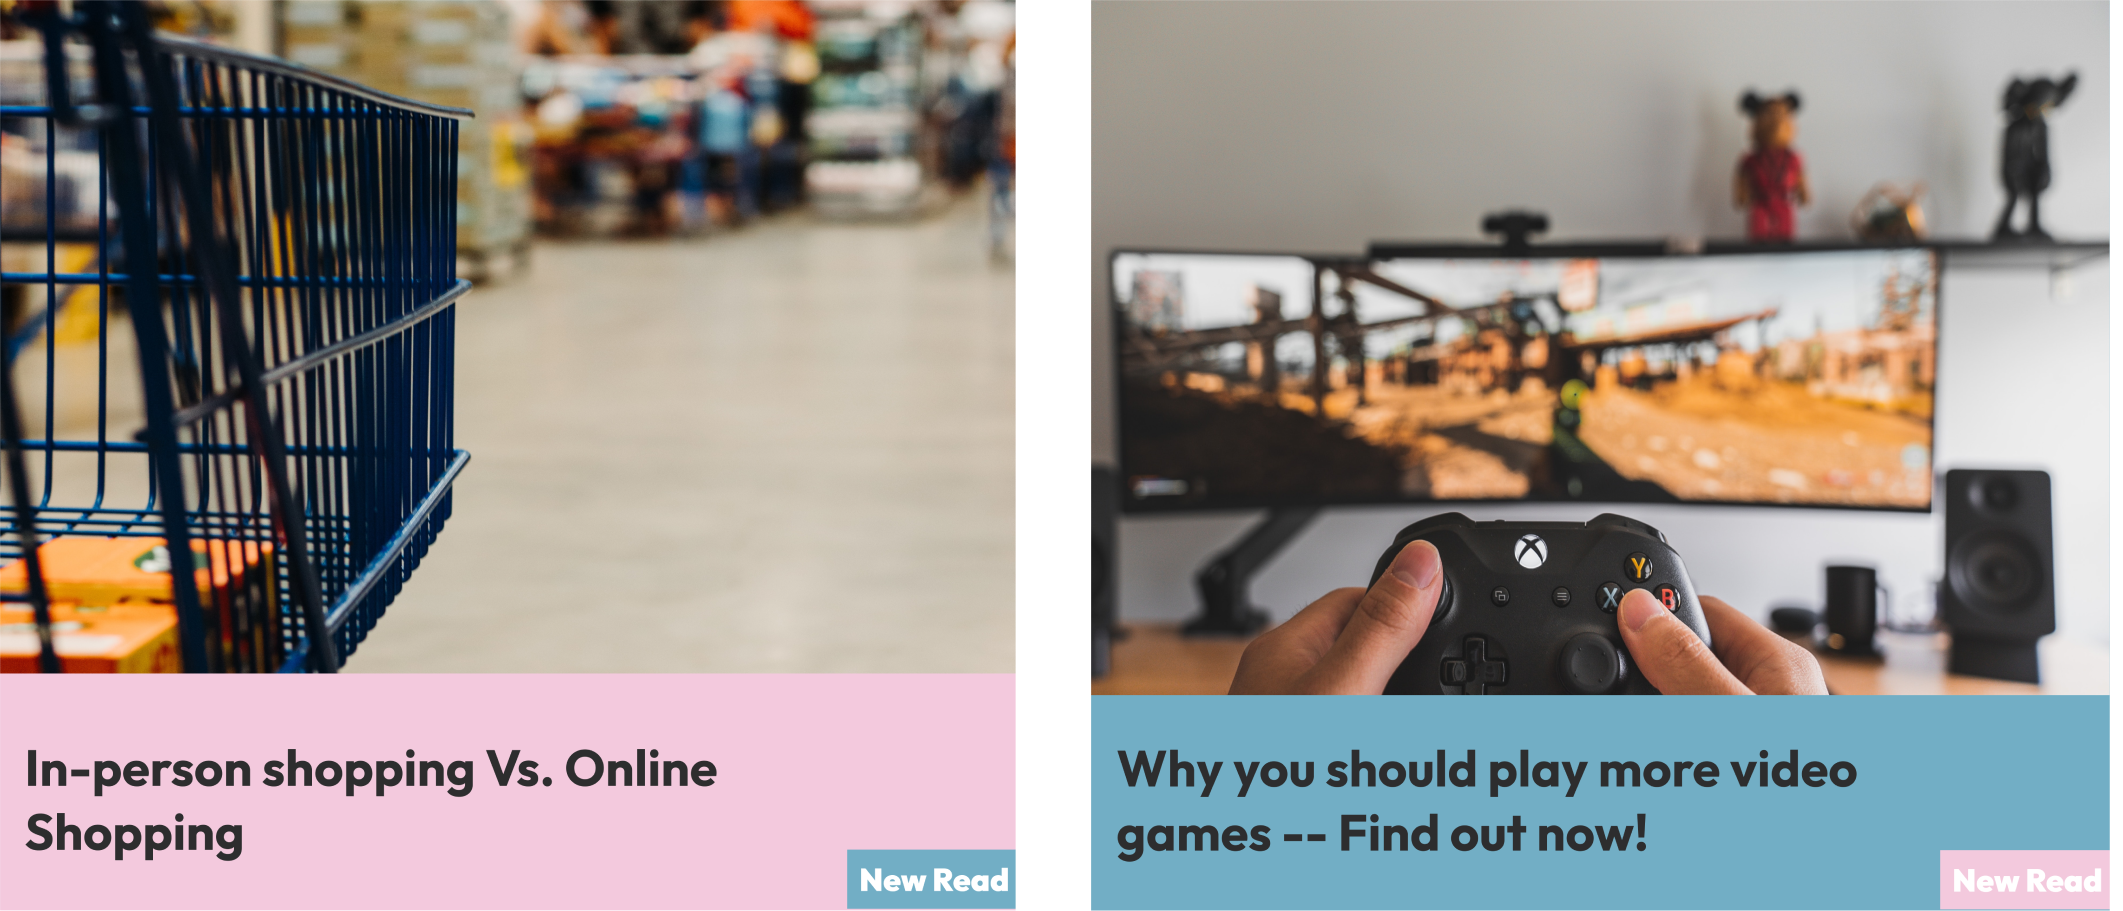 In-person shopping Vs. Online
Shopping
New Read
Y
X
B
Why you should play more video
games -- Find out now!
New Read